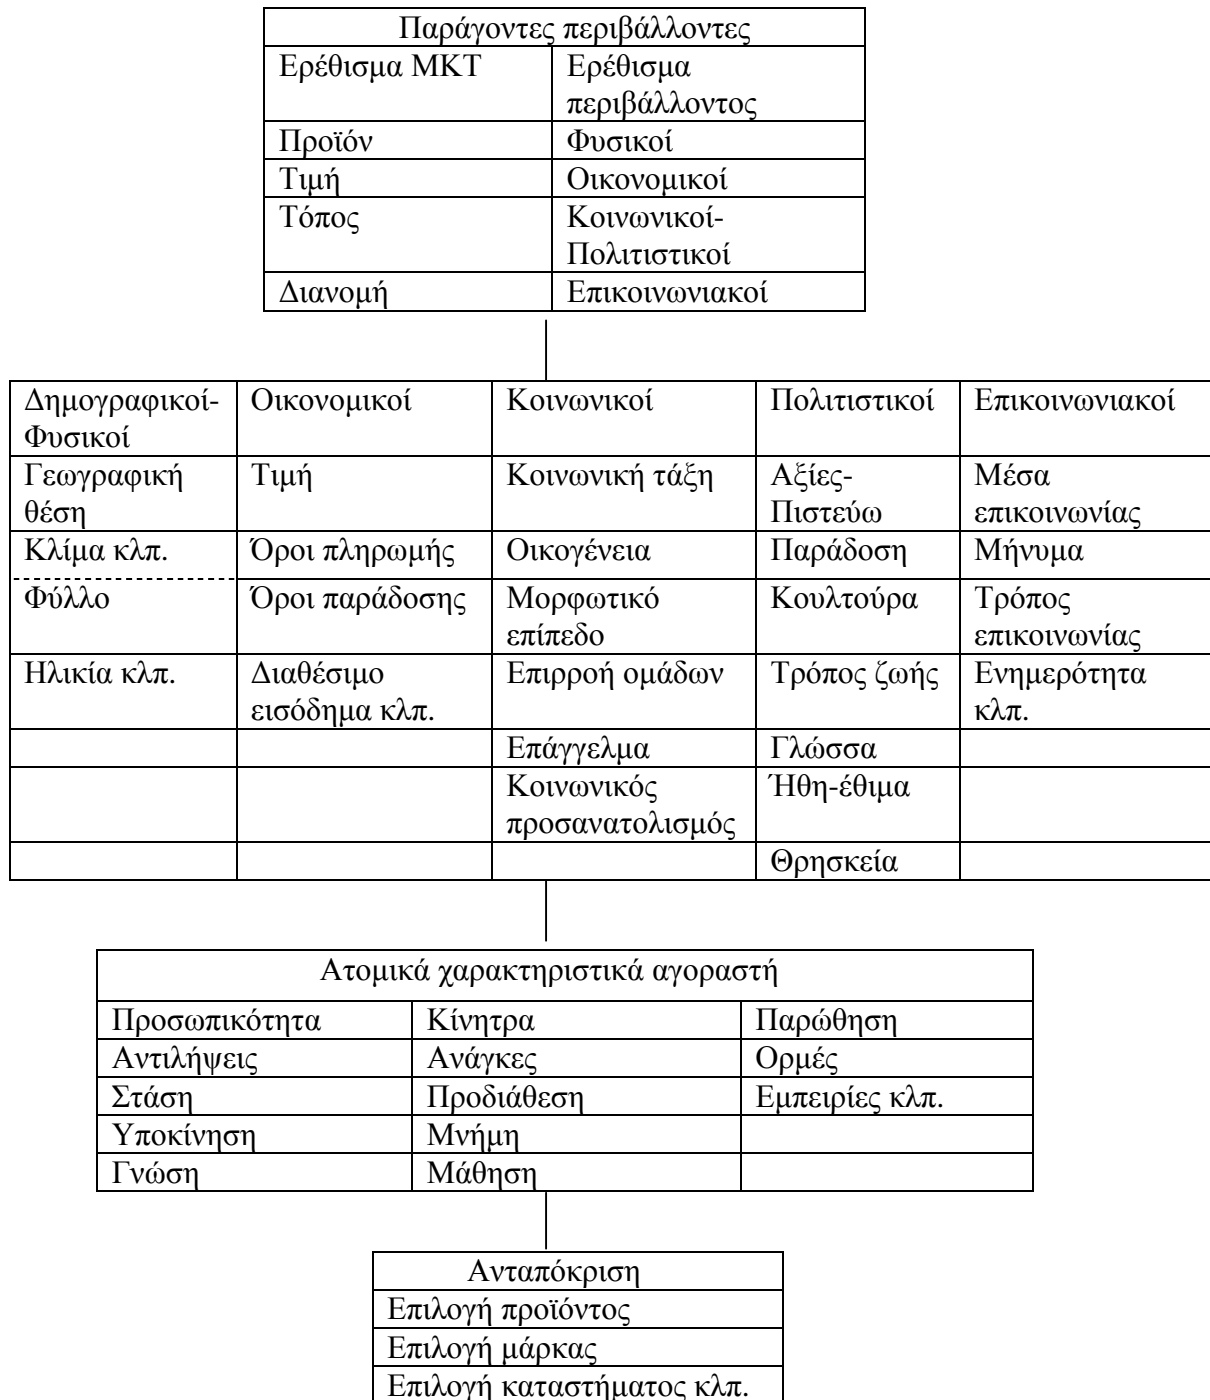 Παράγοντες περιβάλλοντες
Ερέθισμα ΜΚΤ Ερέθισμα
περιβάλλοντος
Προϊόν Φυσικοί
Τιμή Οικονομικοί
Τόπος Κοινωνικοί-
Πολιτιστικοί
Διανομή Επικοινωνιακοί
Δημογραφικοί- Οικονομικοί Κοινωνικοί Πολιτιστικοί Επικοινωνιακοί
Φυσικοί
Γεωγραφική Τιμή Κοινωνική τάξη Αξίες- Μέσα
θέση Πιστεύω επικοινωνίας
Κλίμα κλπ. Όροι πληρωμής Οικογένεια Παράδοση Μήνυμα
Φύλλο Όροι παράδοσης Μορφωτικό Κουλτούρα Τρόπος
επίπεδο επικοινωνίας
Ηλικία κλπ. Διαθέσιμο Επιρροή ομάδων Τρόπος ζωής Ενημερότητα
εισόδημα κλπ. κλπ.
Επάγγελμα Γλώσσα
Κοινωνικός Ήθη-έθιμα
προσανατολισμός
Θρησκεία
Ατομικά χαρακτηριστικά αγοραστή
Προσωπικότητα Κίνητρα Παρώθηση
Αντιλήψεις Ανάγκες Ορμές
Στάση Προδιάθεση Εμπειρίες κλπ.
Υποκίνηση Μνήμη
Γνώση Μάθηση
Ανταπόκριση
Επιλογή προϊόντος
Επιλογή μάρκας
Επιλογή καταστήματος κλπ.